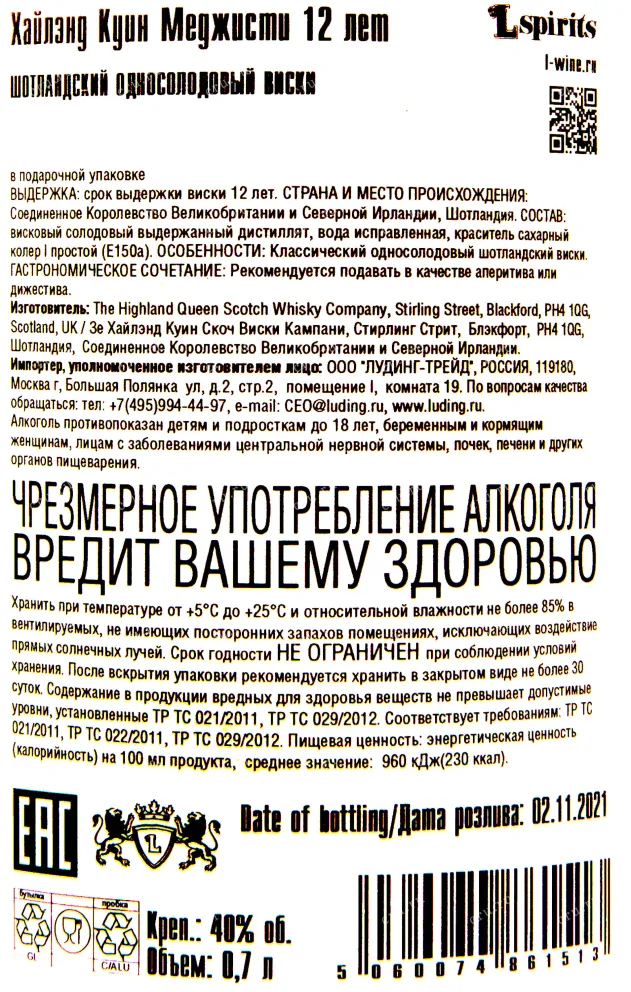 Хайлэнд Куин Меджисти 12 лет
1L spirits
l-wine.ru
ШОТЛАНДСКИЙ ОДНОСОЛОДОВЫЙ ВИСКИ
в подарочной упаковке
ВЫДЕРЖКА: срок выдержки виски 12 лет. СТРАНА И МЕСТО ПРОИСХОЖДЕНИЯ:
Соединенное Королевство Великобритании и Северной Ирландии, Шотландия. СОСТАВ:
висковый солодовый выдержанный дистиллят, вода исправленная, краситель сахарный
колер I простой (Е150а). ОСОБЕННОСТИ: Классический односолодовый шотландский виски.
ГАСТРОНОМИЧЕСКОЕ СОЧЕТАНИЕ: Рекомендуется подавать в качестве аперитива или
дижестива.
Изготовитель: The Highland Queen Scotch Whisky Company, Stirling Street, Blackford, PH4 1QG,
Scotland, UK / Зе Хайлэнд Куин Скоч Виски Кампани, Стирлинг Стрит, Блэкфорт, PH4 1QG,
Шотландия, Соединенное Королевство Великобритании и Северной Ирландии.
Импортер, уполномоченное изготовителем лицо: ООО "ЛУДИНГ-ТРЕЙД", РОССИЯ, 119180,
Москва г, Большая Полянка ул, д.2, стр.2, помещение I, комната 19. По вопросам качества
обращаться: тел: +7(495)994-44-97, e-mail: CEO@luding.ru, www.luding.ru.
Алкоголь противопоказан детям и подросткам до 18 лет, беременным и кормящим
женщинам, лицам с заболеваниями центральной нервной системы, почек, печени и других
органов пищеварения.
ЧРЕЗМЕРНОЕ УПОТРЕБЛЕНИЕ АЛКОГОЛЯ
ВРЕДИТ ВАШЕМУ ЗДОРОВЬЮ
Хранить при температуре от +5°С до +25°С и относительной влажности не более 85% в
вентилируемых, не имеющих посторонних запахов помещениях, исключающих воздействие
прямых солнечных лучей. Срок годности НЕ ОГРАНИЧЕН при соблюдении условий
хранения. После вскрытия упаковки рекомендуется хранить в закрытом виде не более 30
суток. Содержание в продукции вредных для здоровья веществ не превышает допустимые
уровни, установленные ТР ТС 021/2011, ТР ТС 029/2012. Соответствует требованиям: ТР ТС
021/2011, ТР ТС 022/2011, ТР ТС 029/2012. Пищевая ценность: энергетическая ценность
(калорийность) на 100 мл продукта, среднее значение: 960 кДж(230 ккал).
EAC
1L
Date of bottling/Дата розлива: 02.11.2021
бутылка
пробка
Gl
C/ALU
Креп.: 40% об.
Объем: 0,7 л
5 060074 861513